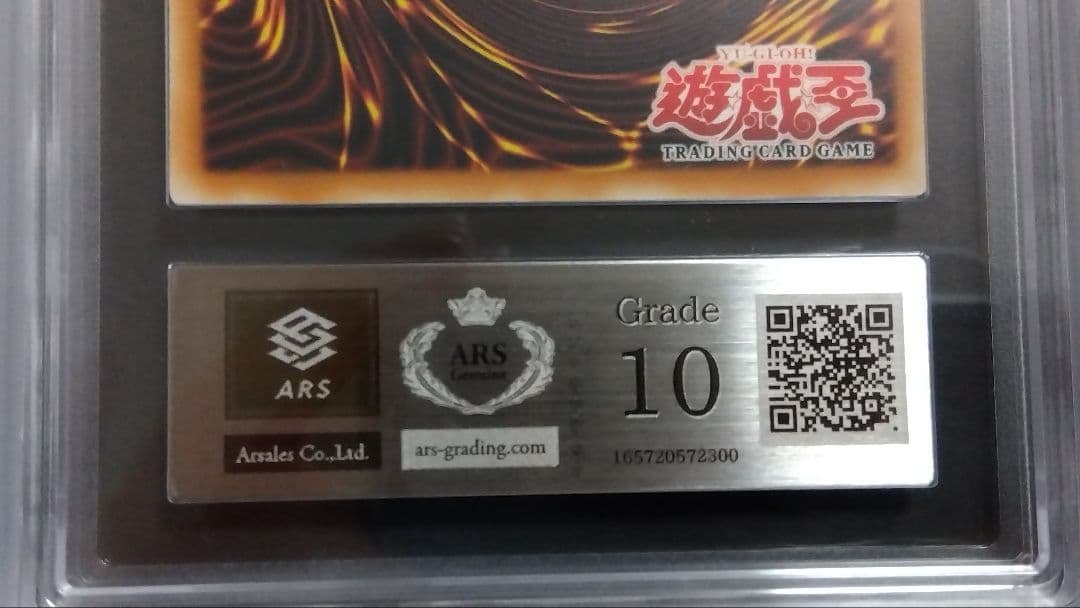 YU-GI-OH!
遊戯王
TRADING CARD GAME
ARS
Arsales Co.,Ltd.
ARS
Genuine
ars-grading.com
Grade
10
165720572300